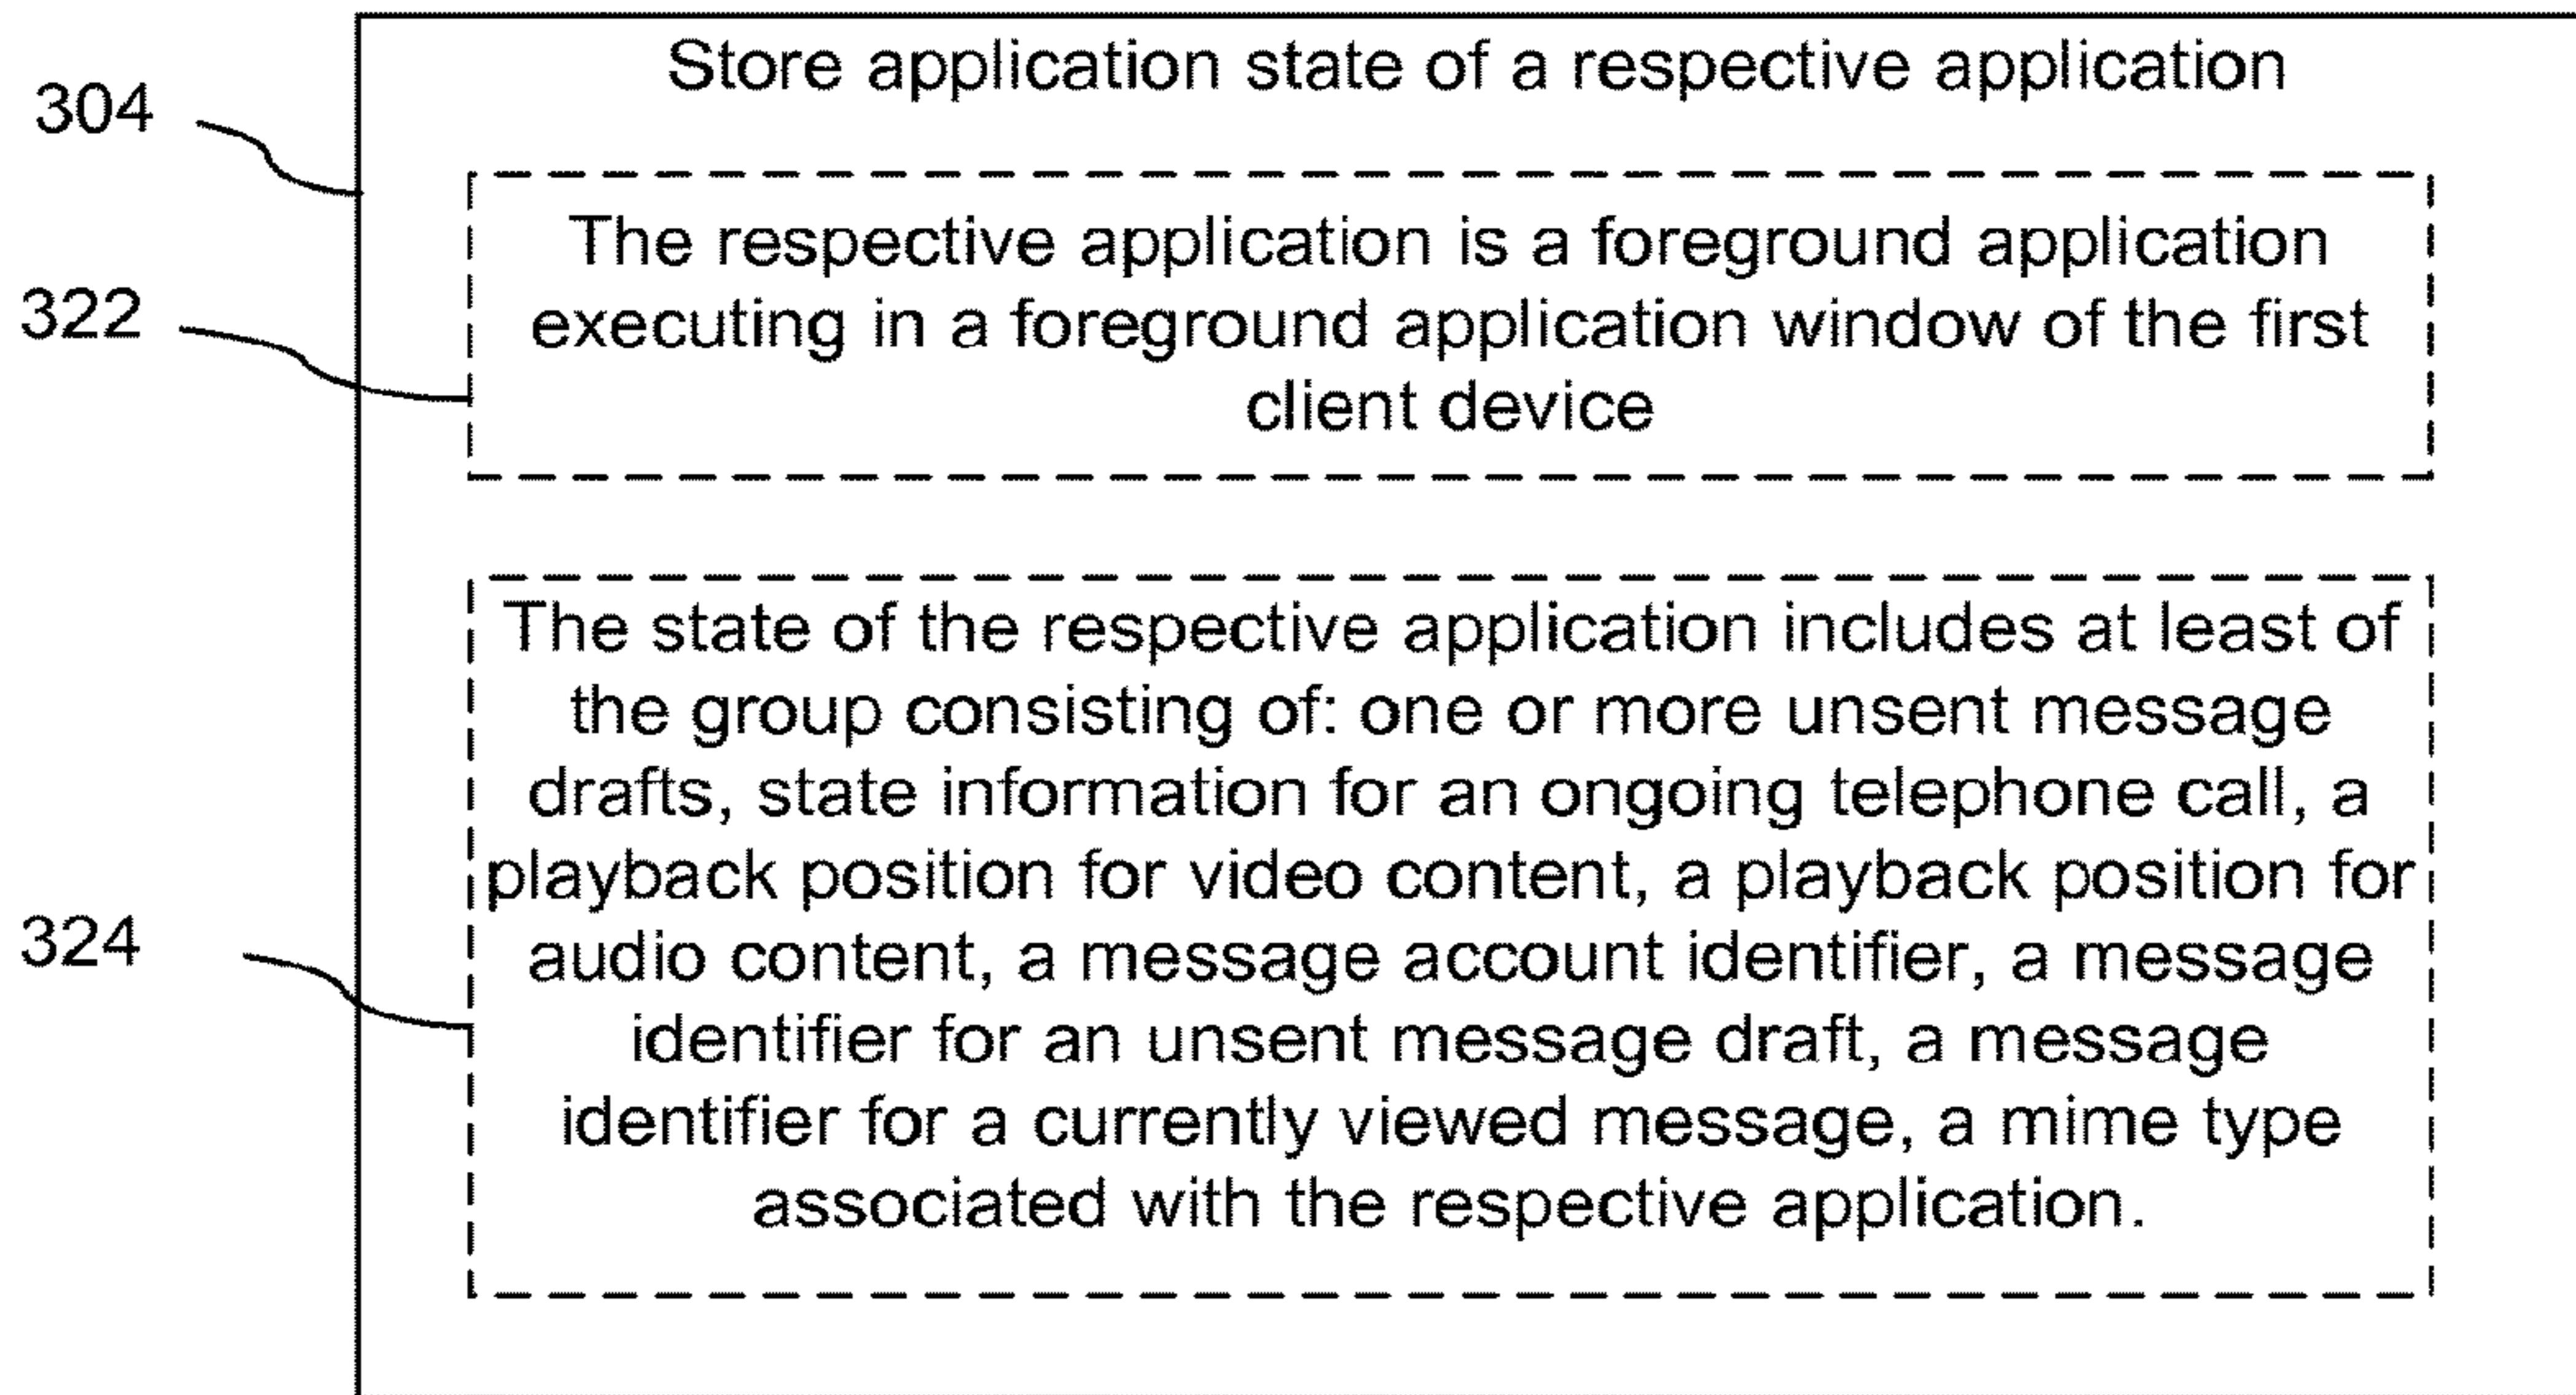 304
Store application state of a respective application
322
The respective application is a foreground application
executing in a foreground application window of the first
client device
324
The state of the respective application includes at least of
the group consisting of: one or more unsent message
drafts, state information for an ongoing telephone call, a
playback position for video content, a playback position for
audio content, a message account identifier, a message
identifier for an unsent message draft, a message
identifier for a currently viewed message, a mime type
associated with the respective application.